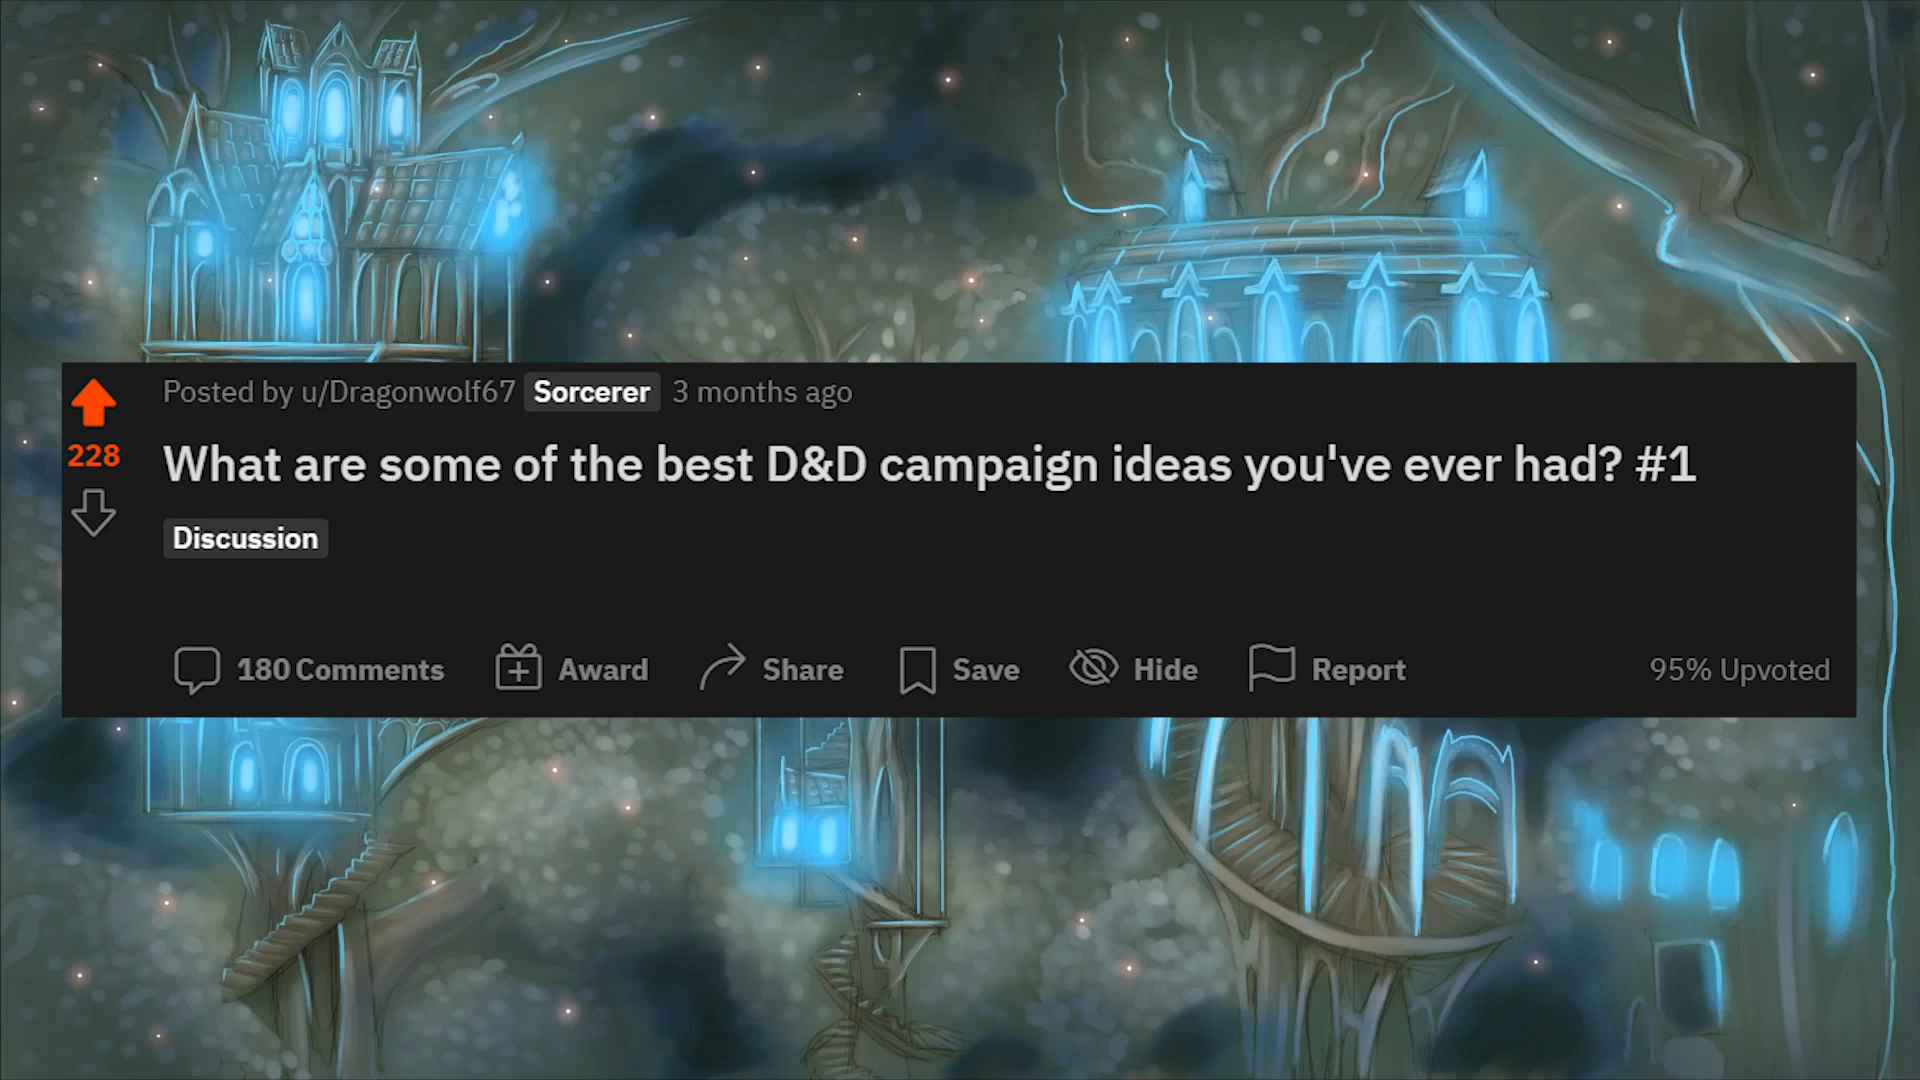 Posted by u/Dragonwolf67 Sorcerer 3 months ago
228
What are some of the best D&D campaign ideas you've ever had? #1
Discussion
180 Comments Award Share Save Hide Report 95% Upvoted